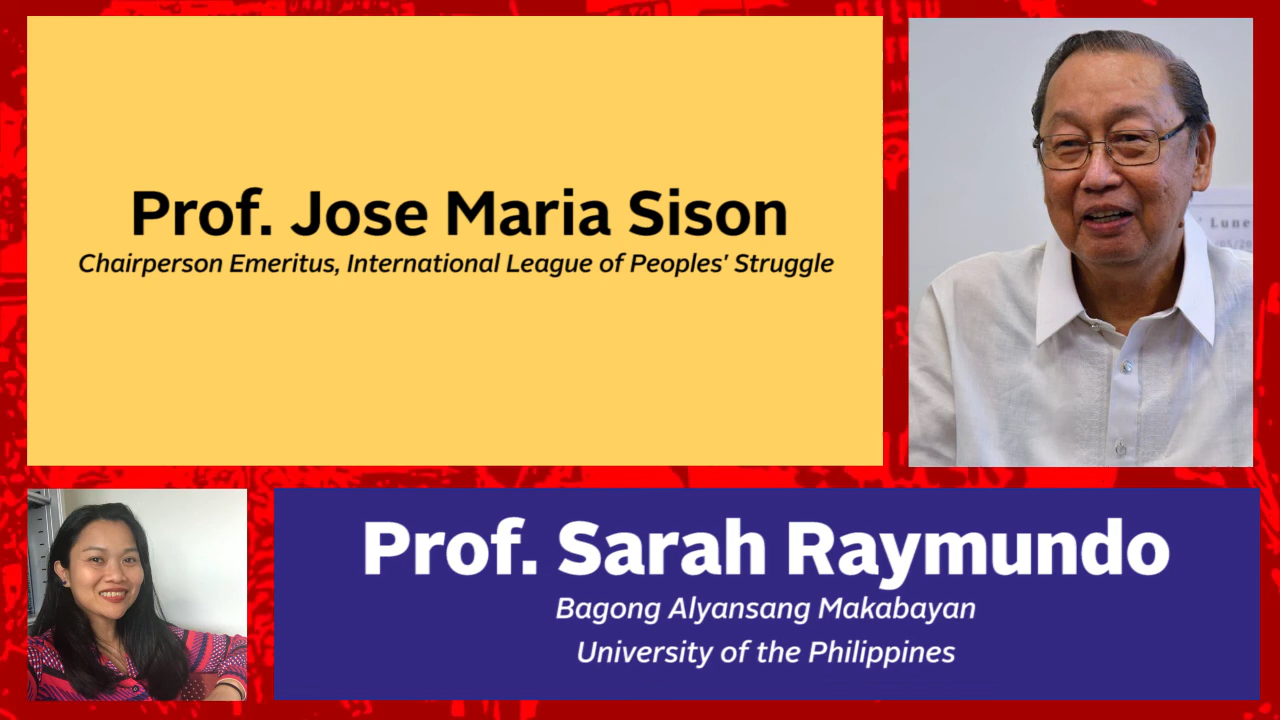 Prof. Jose Maria Sison
Chairperson Emeritus, International League of Peoples' Struggle
Prof. Sarah Raymundo
Bagong Alyansang Makabayan
University of the Philippines